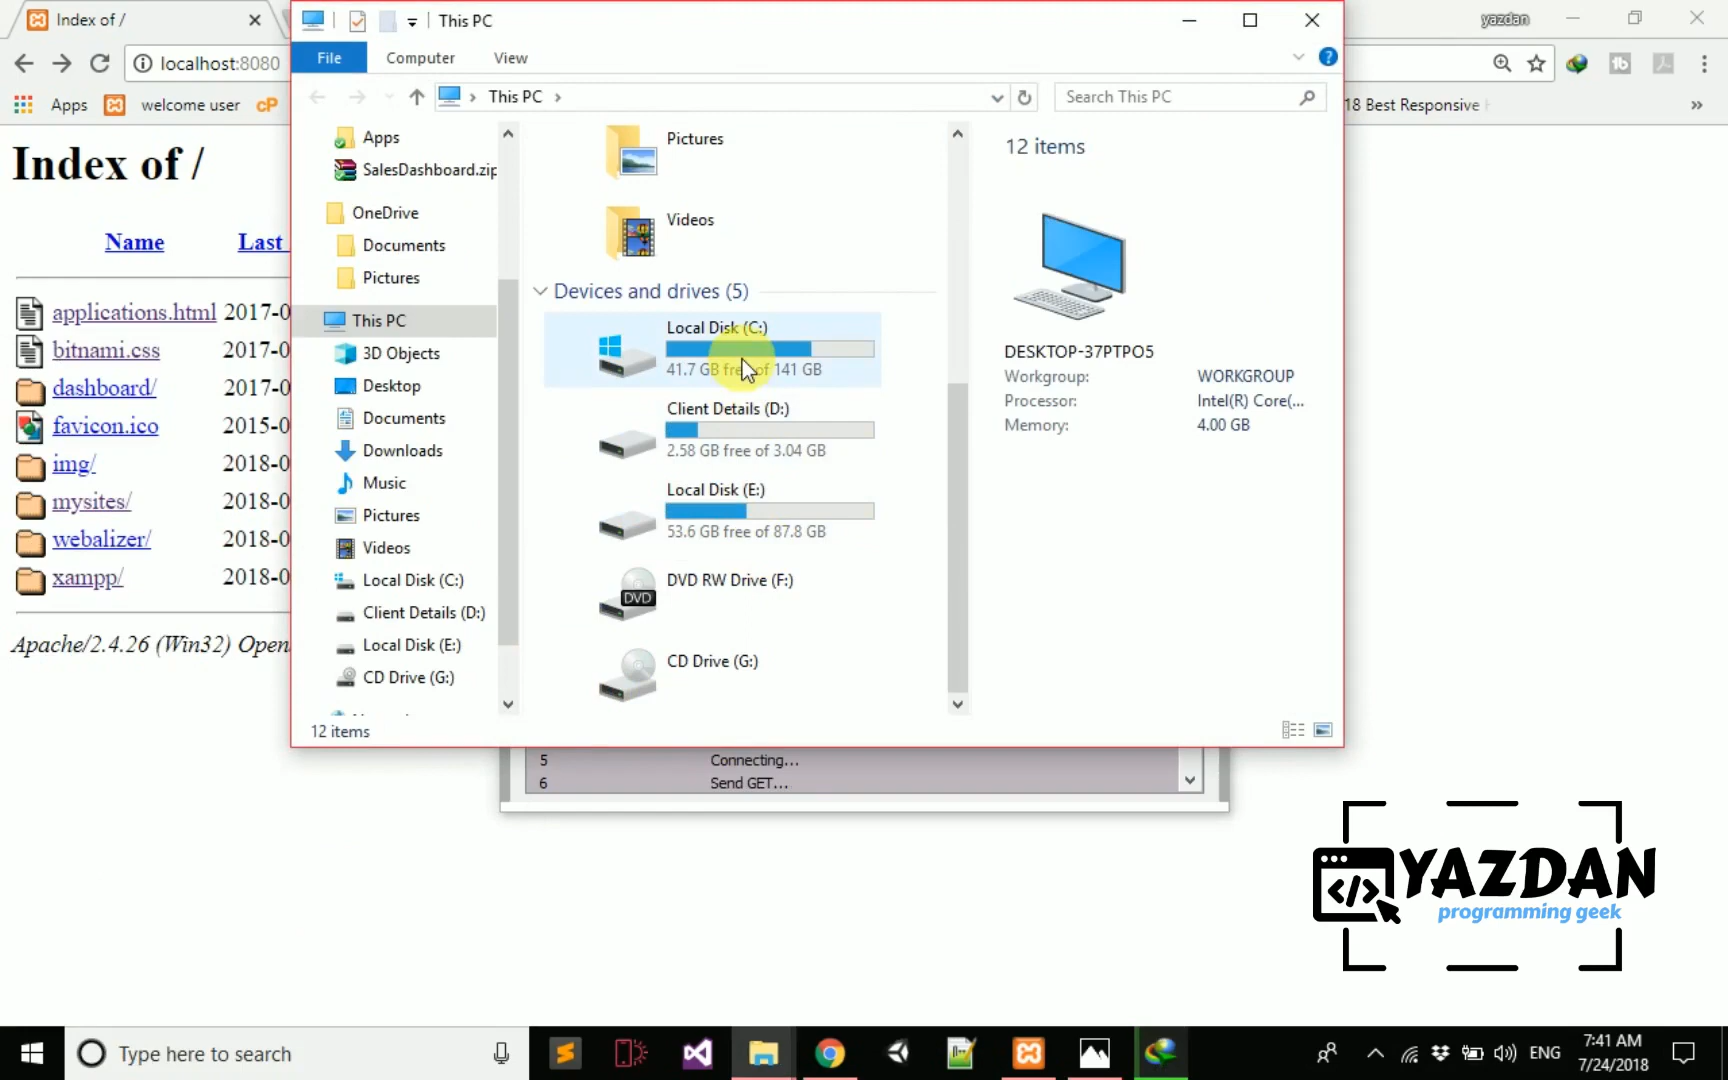 Index of /
This PC
yazdan
File
Computer
View
localhost:8080
This PC
Search This PC
Apps
welcome user
cP
18 Best Responsive
»
Index of /
Name
Last
applications.html 2017-0
bitnami.css 2017-0
dashboard/ 2017-0
favicon.ico 2015-0
img/ 2018-0
mysites/ 2018-0
webalizer/ 2018-0
xampp/ 2018-0
Apache/2.4.26 (Win32) Open
Apps
SalesDashboard.zip
OneDrive
Documents
Pictures
This PC
3D Objects
Desktop
Documents
Downloads
Music
Pictures
Videos
Local Disk (C:)
Client Details (D:)
Local Disk (E:)
CD Drive (G:)
12 items
Pictures
Videos
Devices and drives (5)
Local Disk (C:)
41.7 GB free of 141 GB
Client Details (D:)
2.58 GB free of 3.04 GB
Local Disk (E:)
53.6 GB free of 87.8 GB
DVD
DVD RW Drive (F:)
CD Drive (G:)
12 items
DESKTOP-37PTPO5
Workgroup: WORKGROUP
Processor: Intel(R) Core(...
Memory: 4.00 GB
5 Connecting...
6 Send GET...
</>
YAZDAN
programming geek
Type here to search
ENG
7:41 AM
7/24/2018